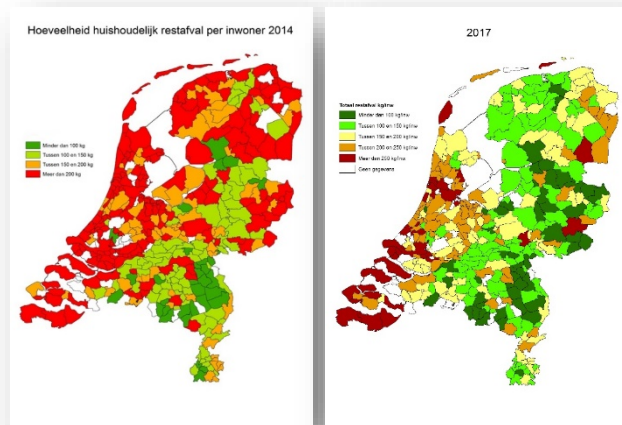 Hoeveelheid huishoudelijk restafval per inwoner 2014
Minder dan 100 kg
Tussen 100 en 150 kg
Tussen 150 en 200 kg
Meer dan 200 kg
2017
Totaal restafval kg/inw
Minder dan 100 kg/inw
Tussen 100 en 150 kg/inw
Tussen 150 en 200 kg/inw
Tussen 200 en 250 kg/inw
Meer dan 250 kg/inw
Geen gegevens